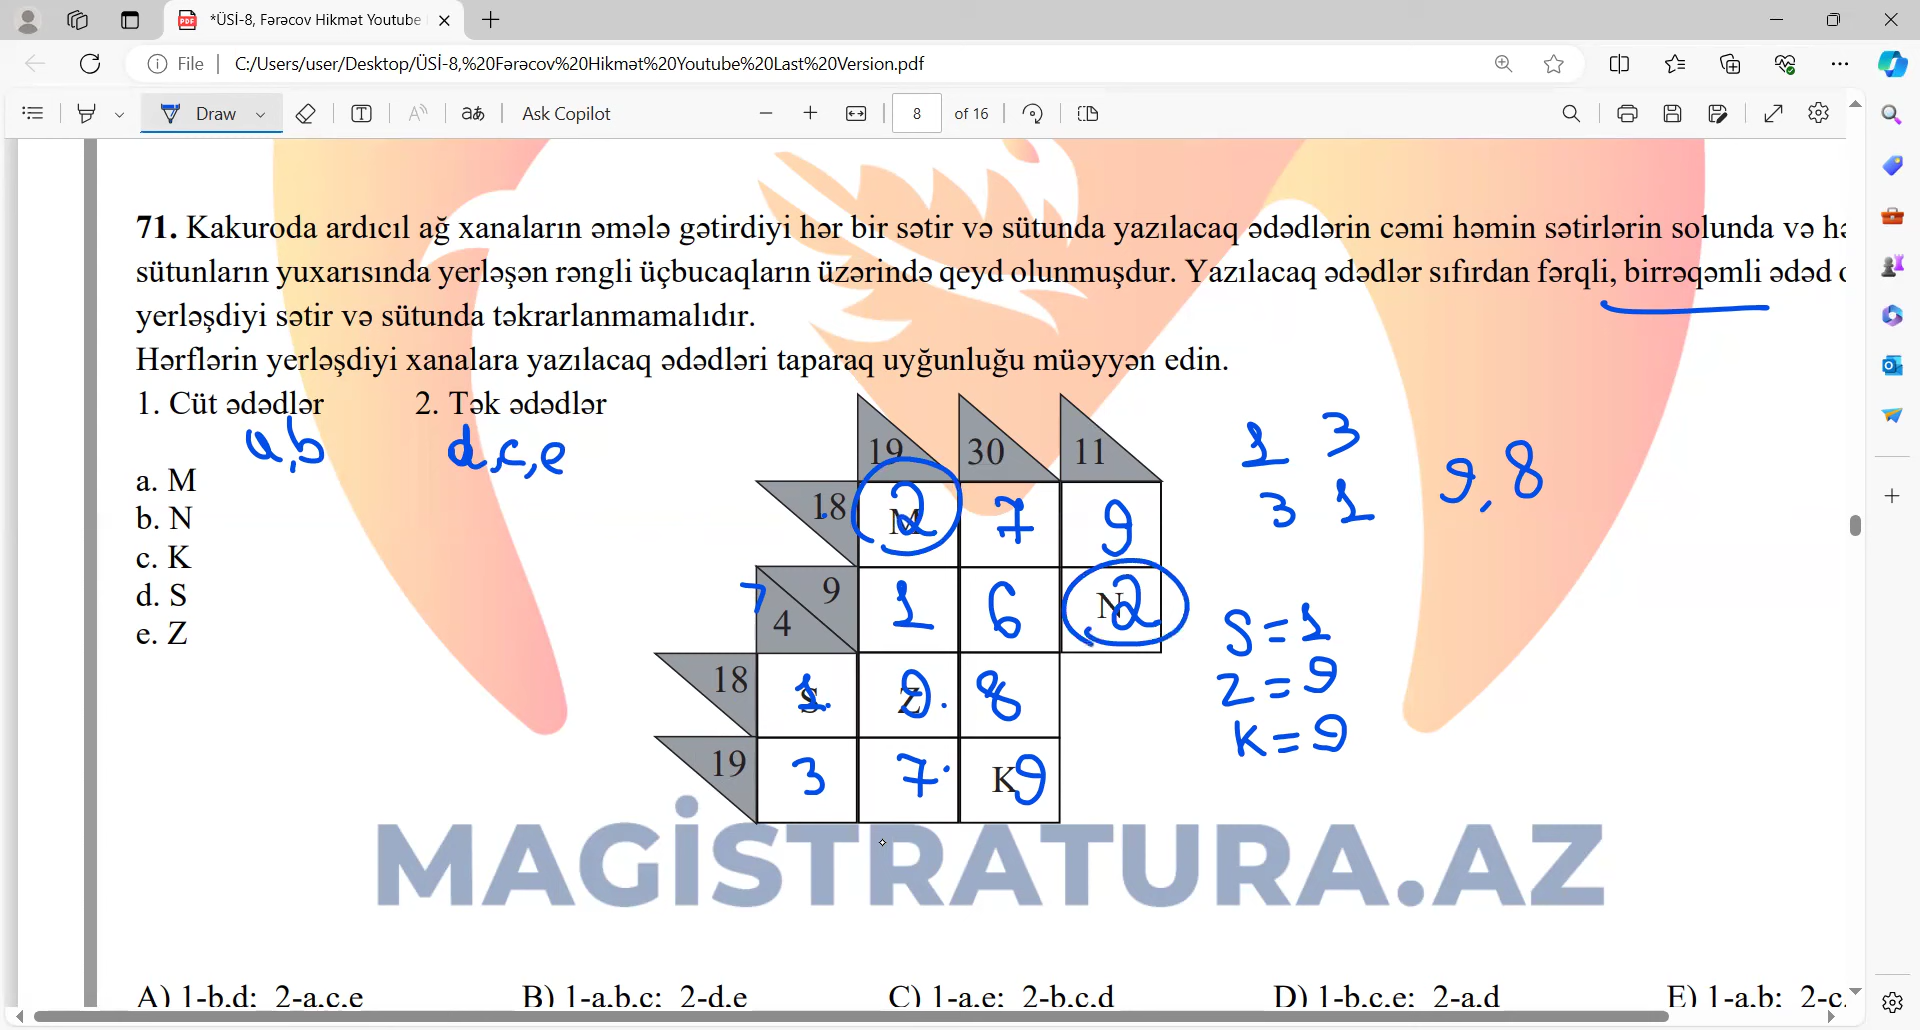 *ÜSİ-8, Fərəcov Hikmət Youtube
File C:/Users/user/Desktop/ÜSİ-8,%20Fərəcov%20Hikmət%20Youtube%20Last%20Version.pdf
Draw T aあ Ask Copilot 8 of 16
71. Kakuroda ardıcıl ağ xanaların əmələ gətirdiyi hər bir sətir və sütunda yazılacaq ədədlərin cəmi həmin sətirlərin solunda və hə
sütunların yuxarısında yerləşən rəngli üçbucaqların üzərində qeyd olunmuşdur. Yazılacaq ədədlər sıfırdan fərqli, birrəqəmli ədəd o
yerləşdiyi sətir və sütunda təkrarlanmamalıdır.
Hərflərin yerləşdiyi xanalara yazılacaq ədədləri taparaq uyğunluğu müəyyən edin.
1. Cüt ədədlər 2. Tək ədədlər
a,b d,c,e
a. M
b. N
c. K
d. S
e. Z
19 30 11
18 M 2 7 9
7 4 9 1 6 N 2
18 S 1. Z 9. 8
19 3 7. K 9
1 3
3 1 9, 8
S=1
Z=9
K=9
MAGİSTRATURA.AZ
A) 1-b,d; 2-a,c,e B) 1-a,b,c; 2-d,e C) 1-a,e; 2-b,c,d D) 1-b,c,e; 2-a,d E) 1-a,b; 2-c,